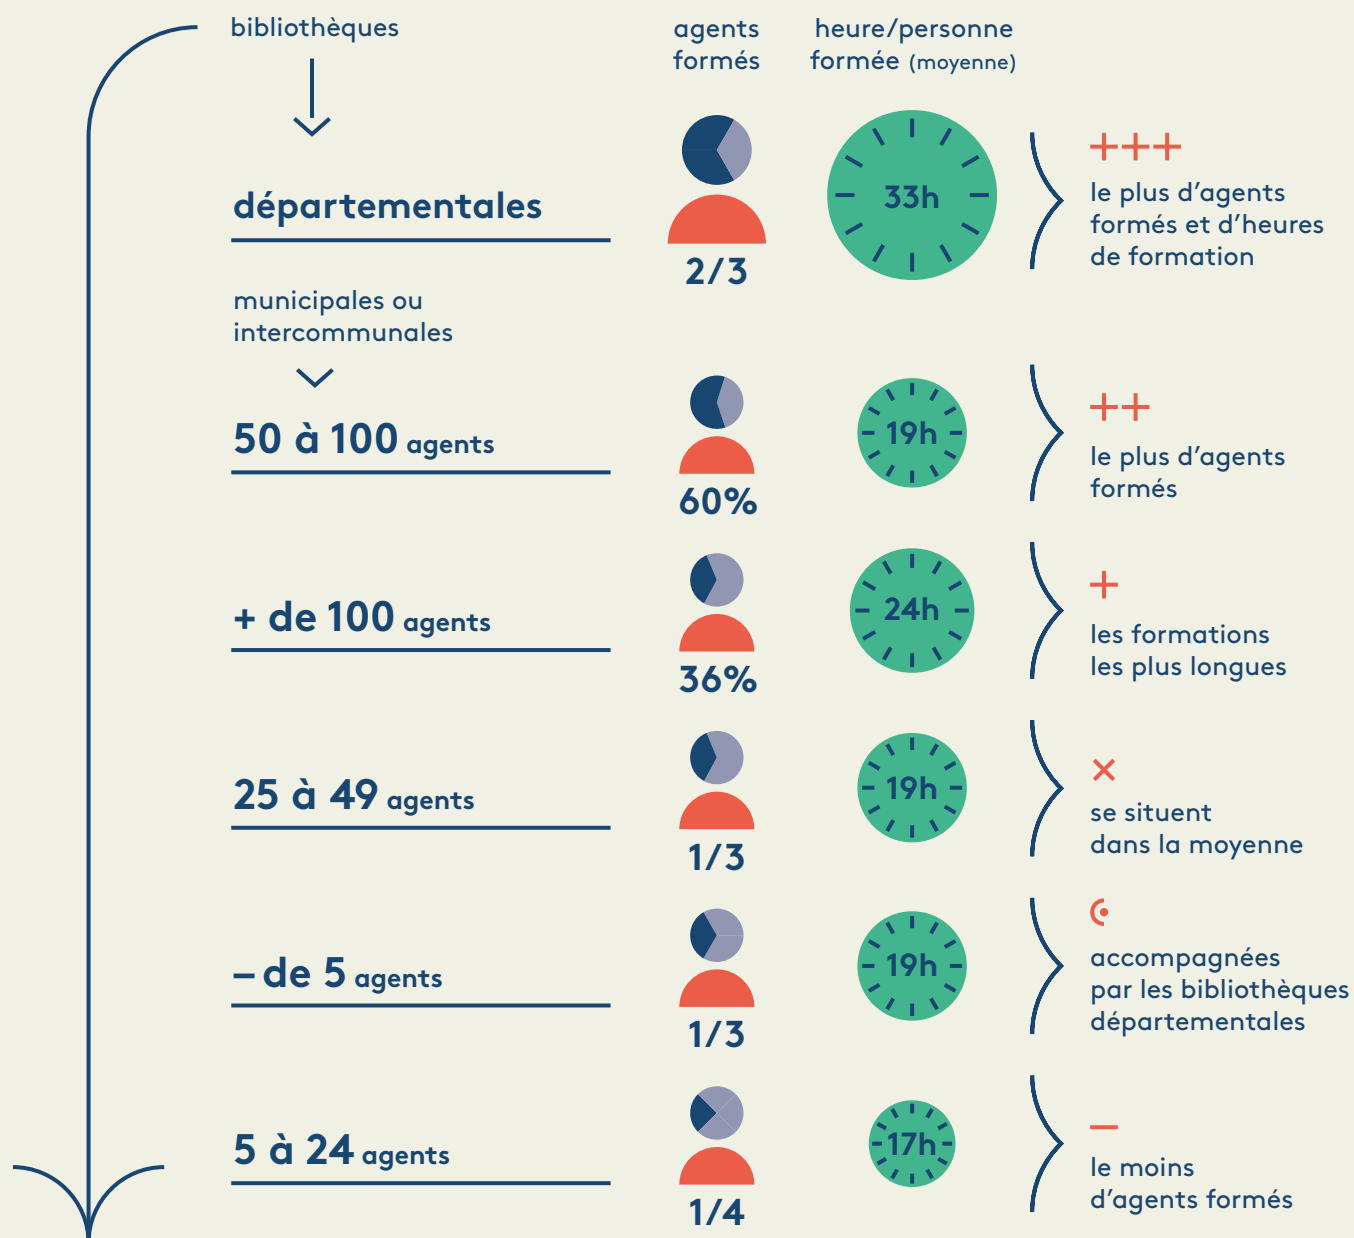 bibliothèques
agents
formés
heure/personne
formée (moyenne)
départementales
2/3
33h
+++
le plus d’agents
formés et d’heures
de formation
municipales ou
intercommunales
50 à 100 agents
60%
19h
++
le plus d’agents
formés
+ de 100 agents
36%
24h
+
les formations
les plus longues
25 à 49 agents
1/3
19h
×
se situent
dans la moyenne
– de 5 agents
1/3
19h
accompagnées
par les bibliothèques
départementales
5 à 24 agents
1/4
17h
–
le moins
d’agents formés